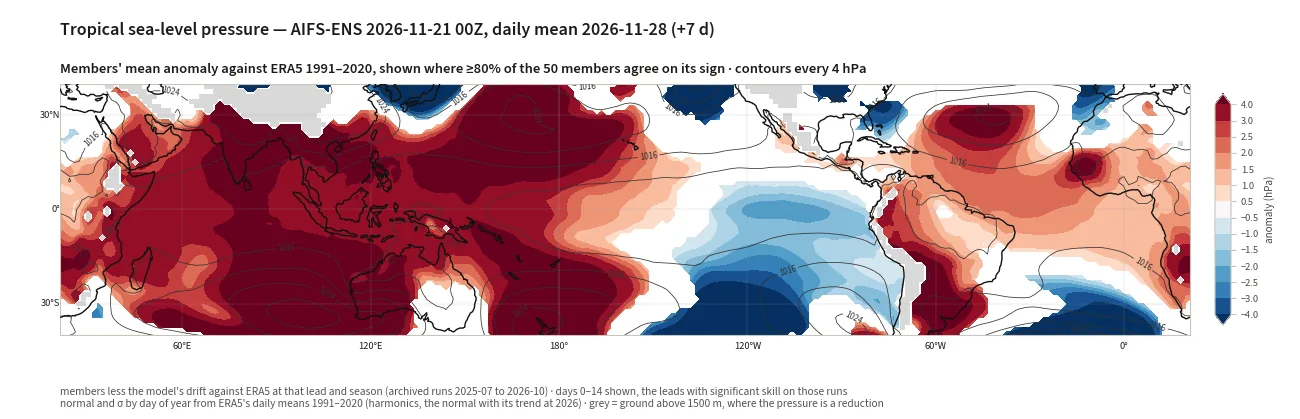 Tropical sea-level pressure — AIFS-ENS 2026-11-21 00Z, daily mean 2026-11-28 (+7 d)
Members' mean anomaly against ERA5 1991–2020, shown where ≥80% of the 50 members agree on its sign · contours every 4 hPa
1024
1024
1016
1016
1016
1016
30°N
1016
1016
1016
0°
1016
1016
1024
30°S
1024
1016
60°E
120°E
180°
120°W
60°W
0°
4.0
3.0
2.0
1.5
1.0
0.5
−0.5
−1.0
−1.5
−2.0
−3.0
−4.0
anomaly (hPa)
members less the model's drift against ERA5 at that lead and season (archived runs 2025-07 to 2026-10) · days 0–14 shown, the leads with significant skill on those runs
normal and σ by day of year from ERA5's daily means 1991–2020 (harmonics, the normal with its trend at 2026) · grey = ground above 1500 m, where the pressure is a reduction